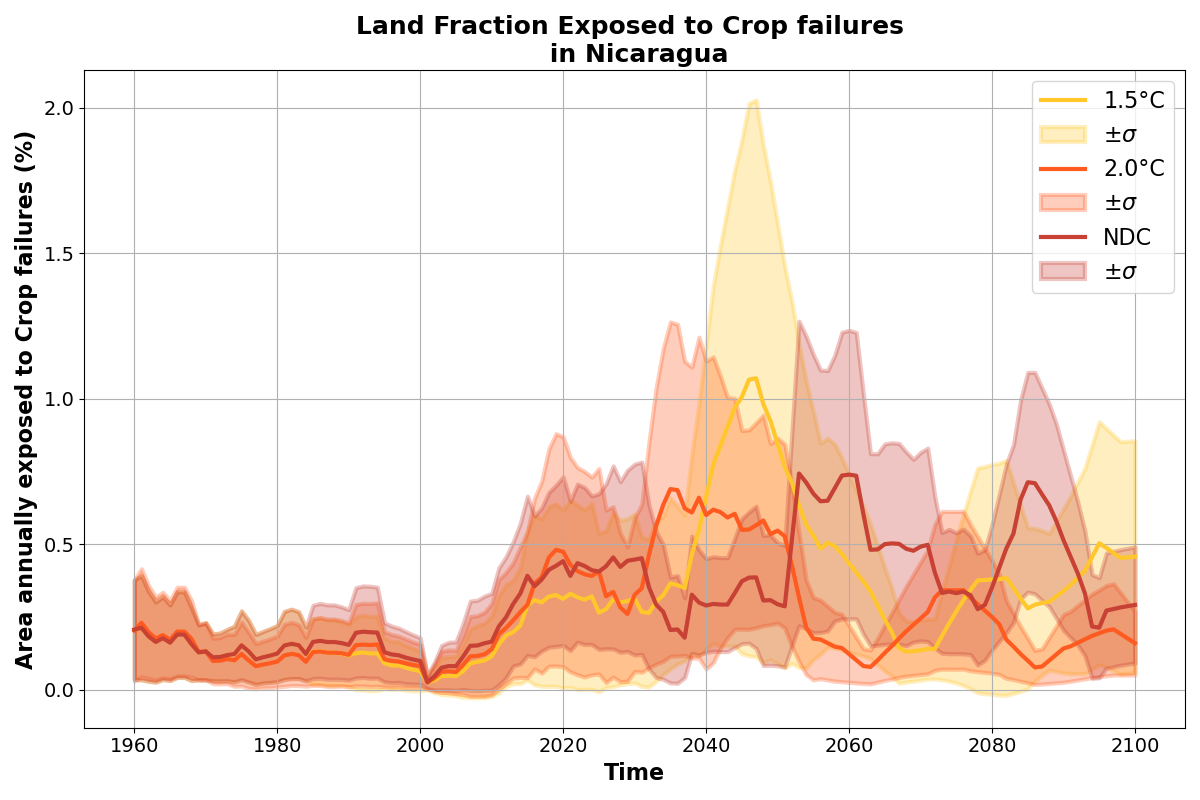 Land Fraction Exposed to Crop failures
in Nicaragua
Area annually exposed to Crop failures (%)
2.0
1.5
1.0
0.5
0.0
1960 1980 2000 2020 2040 2060 2080 2100
Time
1.5°C
±σ
2.0°C
±σ
NDC
±σ